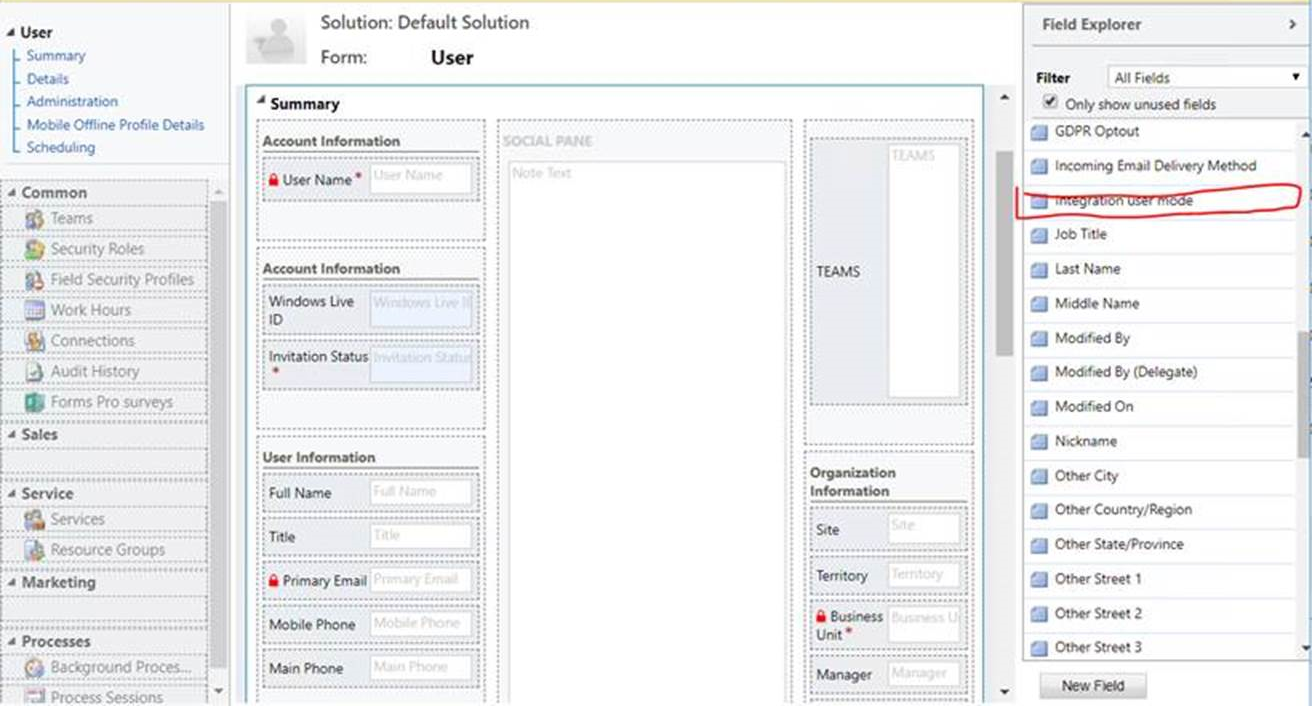 User
Summary
Details
Administration
Mobile Offline Profile Details
Scheduling
Common
Teams
Security Roles
Field Security Profiles
Work Hours
Connections
Audit History
Forms Pro surveys
Sales
Service
Services
Resource Groups
Marketing
Processes
Background Proces...
Process Sessions
Solution: Default Solution
Form: User
Summary
Account Information
User Name * User Name
Account Information
Windows Live ID Windows Live ID
Invitation Status * Invitation Status
User Information
Full Name Full Name
Title Title
Primary Email Primary Email
Mobile Phone Mobile Phone
Main Phone Main Phone
SOCIAL PANE
Note Text
TEAMS TEAMS
Organization
Information
Site Site
Territory Territory
Business Unit * Business U
Manager Manager
Field Explorer >
Filter All Fields
Only show unused fields
GDPR Optout
Incoming Email Delivery Method
Integration user mode
Job Title
Last Name
Middle Name
Modified By
Modified By (Delegate)
Modified On
Nickname
Other City
Other Country/Region
Other State/Province
Other Street 1
Other Street 2
Other Street 3
New Field